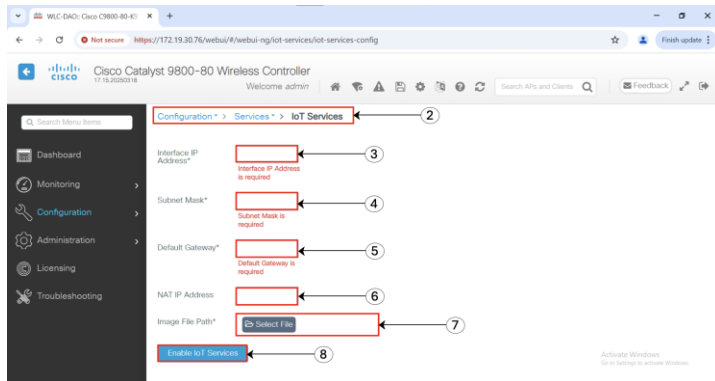 WLC-DAO: Cisco C9800-80-K9
Not secure https://172.19.30.76/webui/#/webui-ng/iot-services/iot-services-config
Finish update
CISCO
Cisco Catalyst 9800-80 Wireless Controller
17.15.20250318
Welcome admin
Search APs and Clients
Feedback
Search Menu Items
Configuration > Services > IoT Services
2
Dashboard
Interface IP
Address*
3
Interface IP Address
is required
Monitoring
Subnet Mask*
4
Configuration
Subnet Mask is
required
Administration
Default Gateway*
5
Default Gateway is
required
Licensing
NAT IP Address
6
Troubleshooting
Image File Path*
Select File
7
Enable IoT Services
8
Activate Windows
Go to Settings to activate Windows.